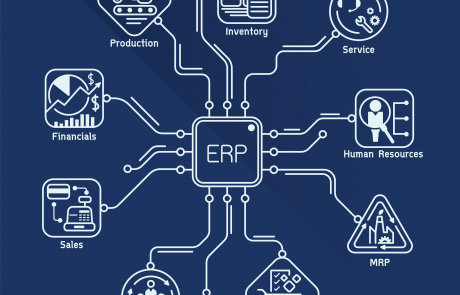 Production
Inventory
Service
Financials
$
$
ERP
Human Resources
Sales
MRP